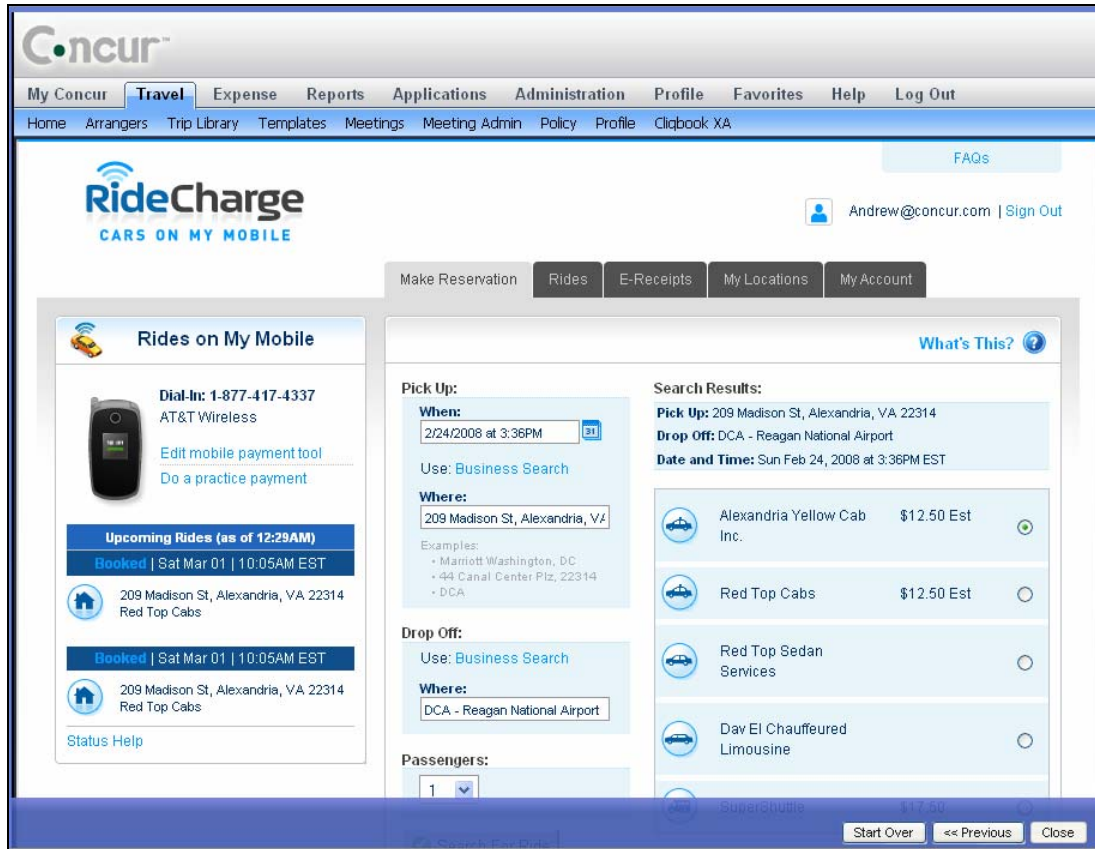 Concur™
My Concur Travel Expense Reports Applications Administration Profile Favorites Help Log Out
Home Arrangers Trip Library Templates Meetings Meeting Admin Policy Profile Cliqbook XA
FAQs
RideCharge
CARS ON MY MOBILE
Andrew@concur.com | Sign Out
Make Reservation Rides E-Receipts My Locations My Account
Rides on My Mobile
Dial-In: 1-877-417-4337
AT&T Wireless
Edit mobile payment tool
Do a practice payment
Upcoming Rides (as of 12:29AM)
Booked | Sat Mar 01 | 10:05AM EST
209 Madison St, Alexandria, VA 22314
Red Top Cabs
Booked | Sat Mar 01 | 10:05AM EST
209 Madison St, Alexandria, VA 22314
Red Top Cabs
Status Help
What's This? ?
Pick Up:
When:
2/24/2008 at 3:36PM 31
Use: Business Search
Where:
209 Madison St, Alexandria, VA
Examples:
• Marriott Washington, DC
• 44 Canal Center Plz, 22314
• DCA
Drop Off:
Use: Business Search
Where:
DCA - Reagan National Airport
Passengers:
1
Search For Ride
Search Results:
Pick Up: 209 Madison St, Alexandria, VA 22314
Drop Off: DCA - Reagan National Airport
Date and Time: Sun Feb 24, 2008 at 3:36PM EST
Alexandria Yellow Cab $12.50 Est
Inc.
Red Top Cabs $12.50 Est
Red Top Sedan
Services
Dav El Chauffeured
Limousine
SuperShuttle $17.50
Start Over << Previous Close